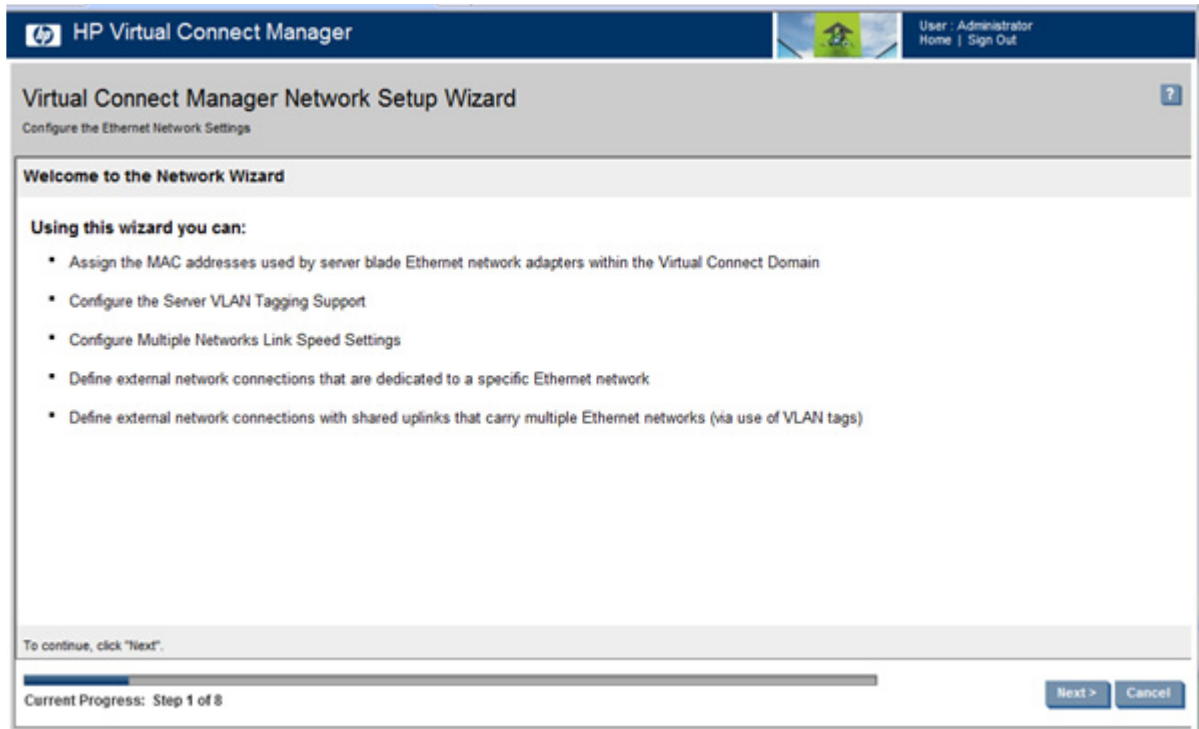 hp HP Virtual Connect Manager
User : Administrator
Home | Sign Out
Virtual Connect Manager Network Setup Wizard
?
Configure the Ethernet Network Settings
Welcome to the Network Wizard
Using this wizard you can:
▪ Assign the MAC addresses used by server blade Ethernet network adapters within the Virtual Connect Domain
▪ Configure the Server VLAN Tagging Support
▪ Configure Multiple Networks Link Speed Settings
▪ Define external network connections that are dedicated to a specific Ethernet network
▪ Define external network connections with shared uplinks that carry multiple Ethernet networks (via use of VLAN tags)
To continue, click "Next".
Current Progress: Step 1 of 8
Next >
Cancel